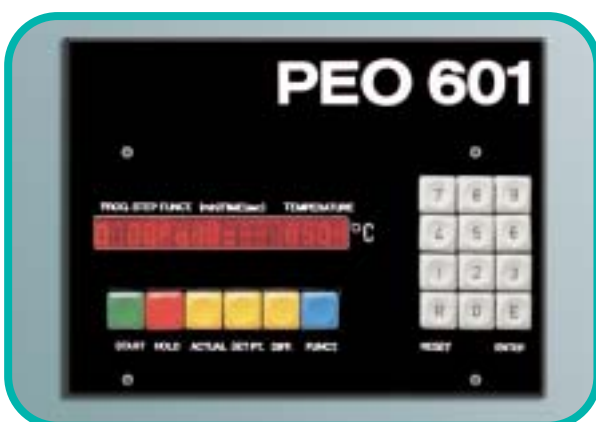 PEO 601
PROG. STEP FUNCT. TEMPERATURE
°C
7 8 9
4 5 6
1 2 3
R 0 E
START HOLD ACTUAL SET PT. DIFF. FUNCT.
RESET ENTER